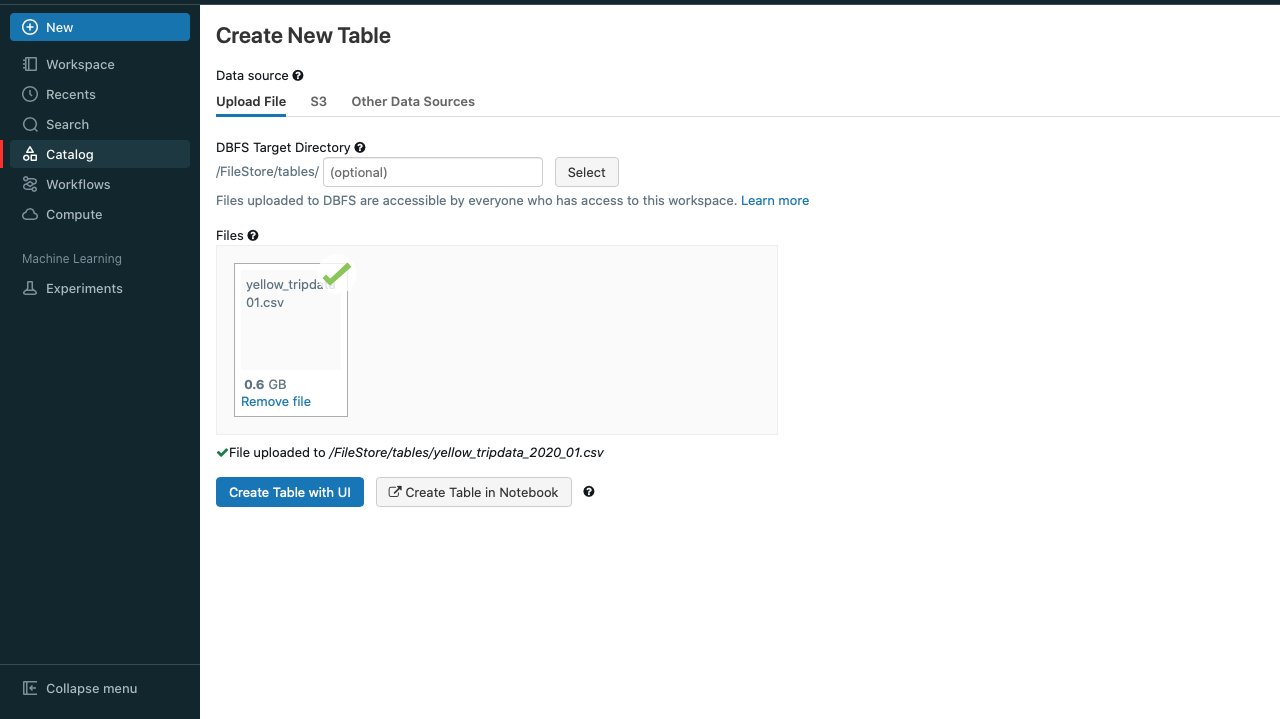 New
Workspace
Recents
Search
Catalog
Workflows
Compute
Machine Learning
Experiments
Collapse menu
Create New Table
Data source
Upload File
S3
Other Data Sources
DBFS Target Directory
/FileStore/tables/
(optional)
Select
Files uploaded to DBFS are accessible by everyone who has access to this workspace. Learn more
Files
yellow_tripdata
01.csv
0.6 GB
Remove file
File uploaded to /FileStore/tables/yellow_tripdata_2020_01.csv
Create Table with UI
Create Table in Notebook